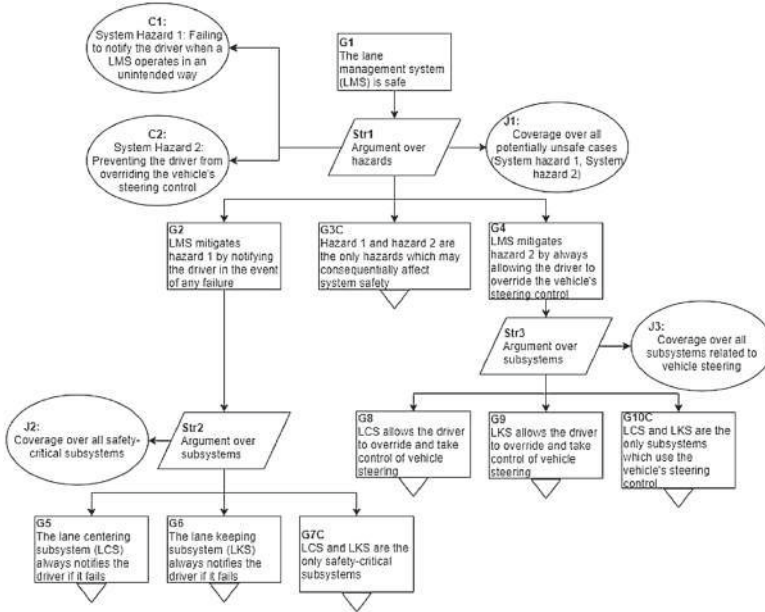 C1:
System Hazard 1: Failing
to notify the driver when a
LMS operates in an
unintended way
G1
The lane
management system
(LMS) is safe
C2:
System Hazard 2:
Preventing the driver from
overriding the vehicle's
steering control
Str1
Argument over
hazards
J1:
Coverage over all
potentially unsafe cases
(System hazard 1, System
hazard 2)
G2
LMS mitigates
hazard 1 by notifying
the driver in the event
of any failure
G3C
Hazard 1 and hazard 2 are
the only hazards which may
consequentially affect
system safety
G4
LMS mitigates
hazard 2 by always
allowing the driver to
override the vehicle's
steering control
Str3
Argument over
subsystems
J3:
Coverage over all
subsystems related to
vehicle steering
J2:
Coverage over all safety-
critical subsystems
Str2
Argument over
subsystems
G8
LCS allows the driver
to override and take
control of vehicle
steering
G9
LKS allows the driver
to override and take
control of vehicle
steering
G10C
LCS and LKS are the
only subsystems
which use the
vehicle's steering
control
G5
The lane centering
subsystem (LCS)
always notifies the
driver if it fails
G6
The lane keeping
subsystem (LKS)
always notifies the
driver if it fails
G7C
LCS and LKS are the
only safety-critical
subsystems